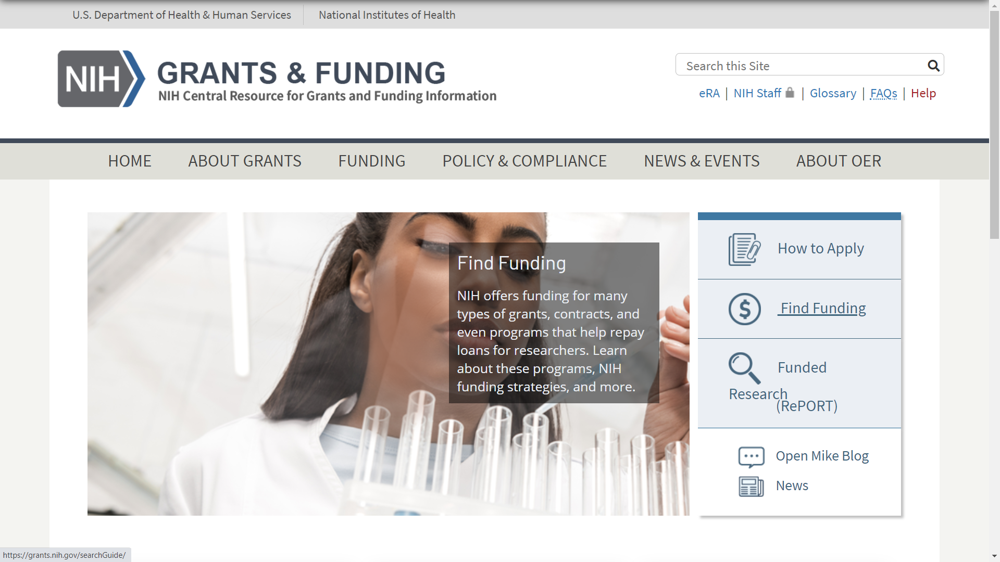 U.S. Department of Health & Human Services
National Institutes of Health
NIH
GRANTS & FUNDING
NIH Central Resource for Grants and Funding Information
Search this Site
eRA | NIH Staff | Glossary | FAQs | Help
HOME ABOUT GRANTS FUNDING POLICY & COMPLIANCE NEWS & EVENTS ABOUT OER
Find Funding
NIH offers funding for many
types of grants, contracts, and
even programs that help repay
loans for researchers. Learn
about these programs, NIH
funding strategies, and more.
How to Apply
$
Find Funding
Funded
Research
(RePORT)
Open Mike Blog
News
https://grants.nih.gov/searchGuide/